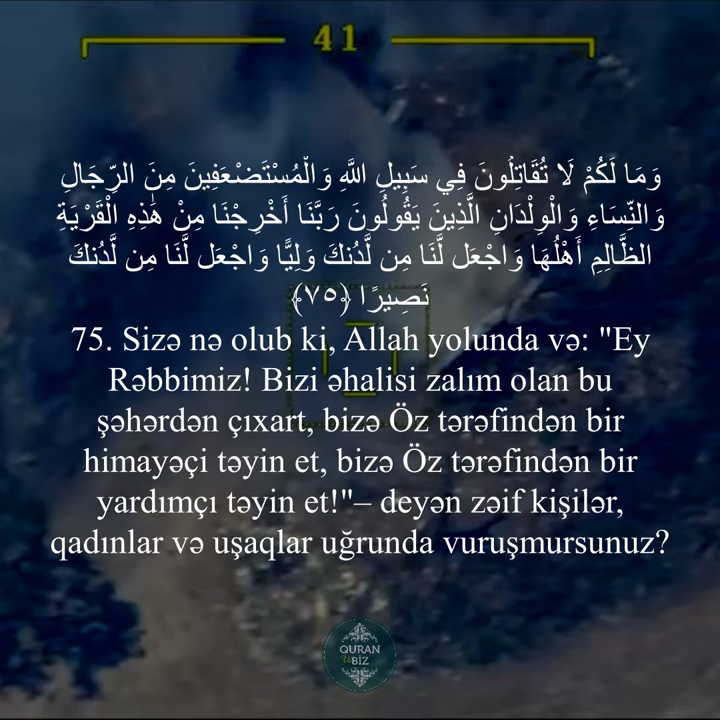 41
وَمَا لَكُمْ لَا تُقَاتِلُونَ فِي سَبِيلِ اللَّهِ وَالْمُسْتَضْعَفِينَ مِنَ الرِّجَالِ
وَالنِّسَاءِ وَالْوِلْدَانِ الَّذِينَ يَقُولُونَ رَبَّنَا أَخْرِجْنَا مِنْ هَٰذِهِ الْقَرْيَةِ
الظَّالِمِ أَهْلُهَا وَاجْعَل لَّنَا مِن لَّدُنكَ وَلِيًّا وَاجْعَل لَّنَا مِن لَّدُنكَ
نَصِيرًا ﴿٧٥﴾
75. Sizə nə olub ki, Allah yolunda və: "Ey
Rəbbimiz! Bizi əhalisi zalım olan bu
şəhərdən çıxart, bizə Öz tərəfindən bir
himayəçi təyin et, bizə Öz tərəfindən bir
yardımçı təyin et!"– deyən zəif kişilər,
qadınlar və uşaqlar uğrunda vuruşmursunuz?
QURAN
Və BİZ